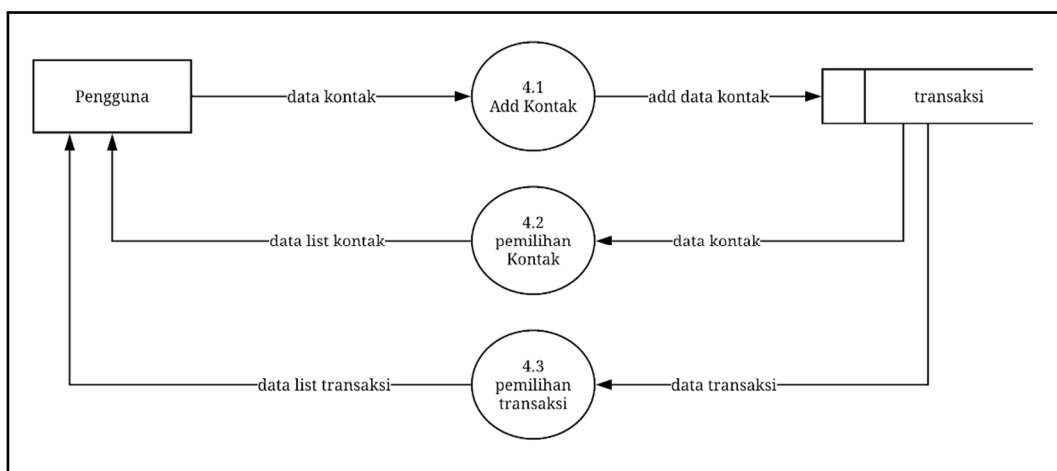 Pengguna
data kontak
4.1
Add Kontak
add data kontak
transaksi
data list kontak
4.2
pemilihan
Kontak
data kontak
data list transaksi
4.3
pemilihan
transaksi
data transaksi